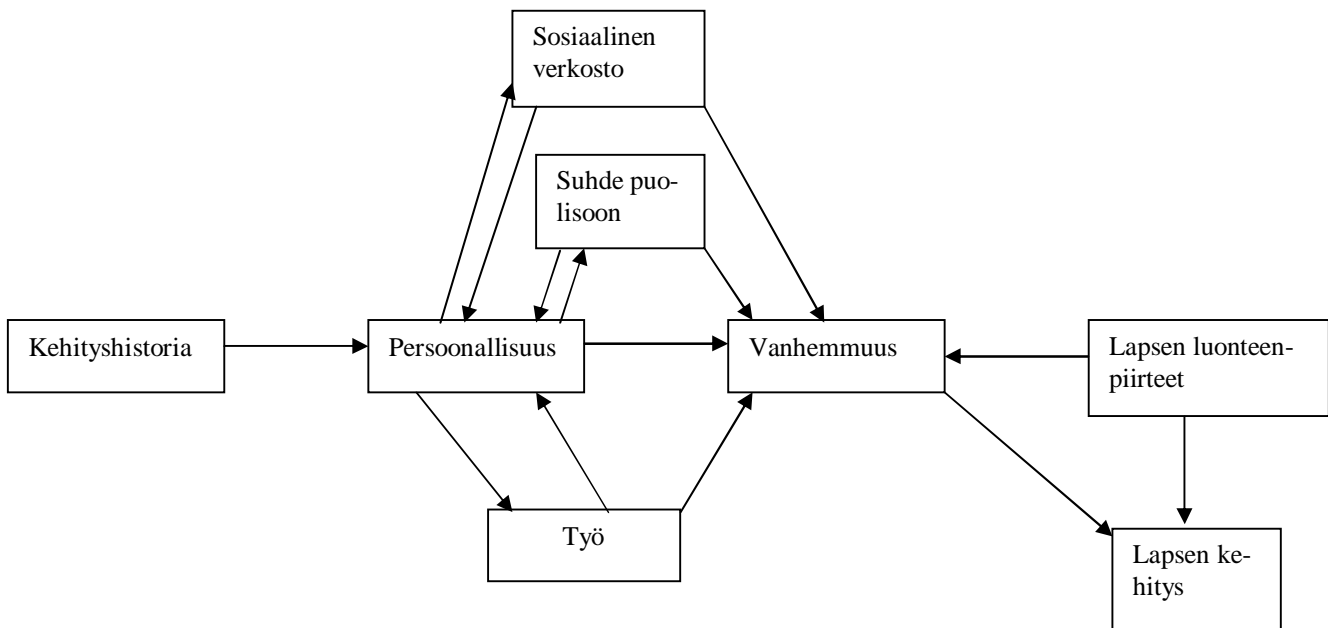 Sosiaalinen
verkosto
Suhde puo-
lisoon
Kehityshistoria
Persoonallisuus
Vanhemmuus
Lapsen luonteen-
piirteet
Työ
Lapsen ke-
hitys